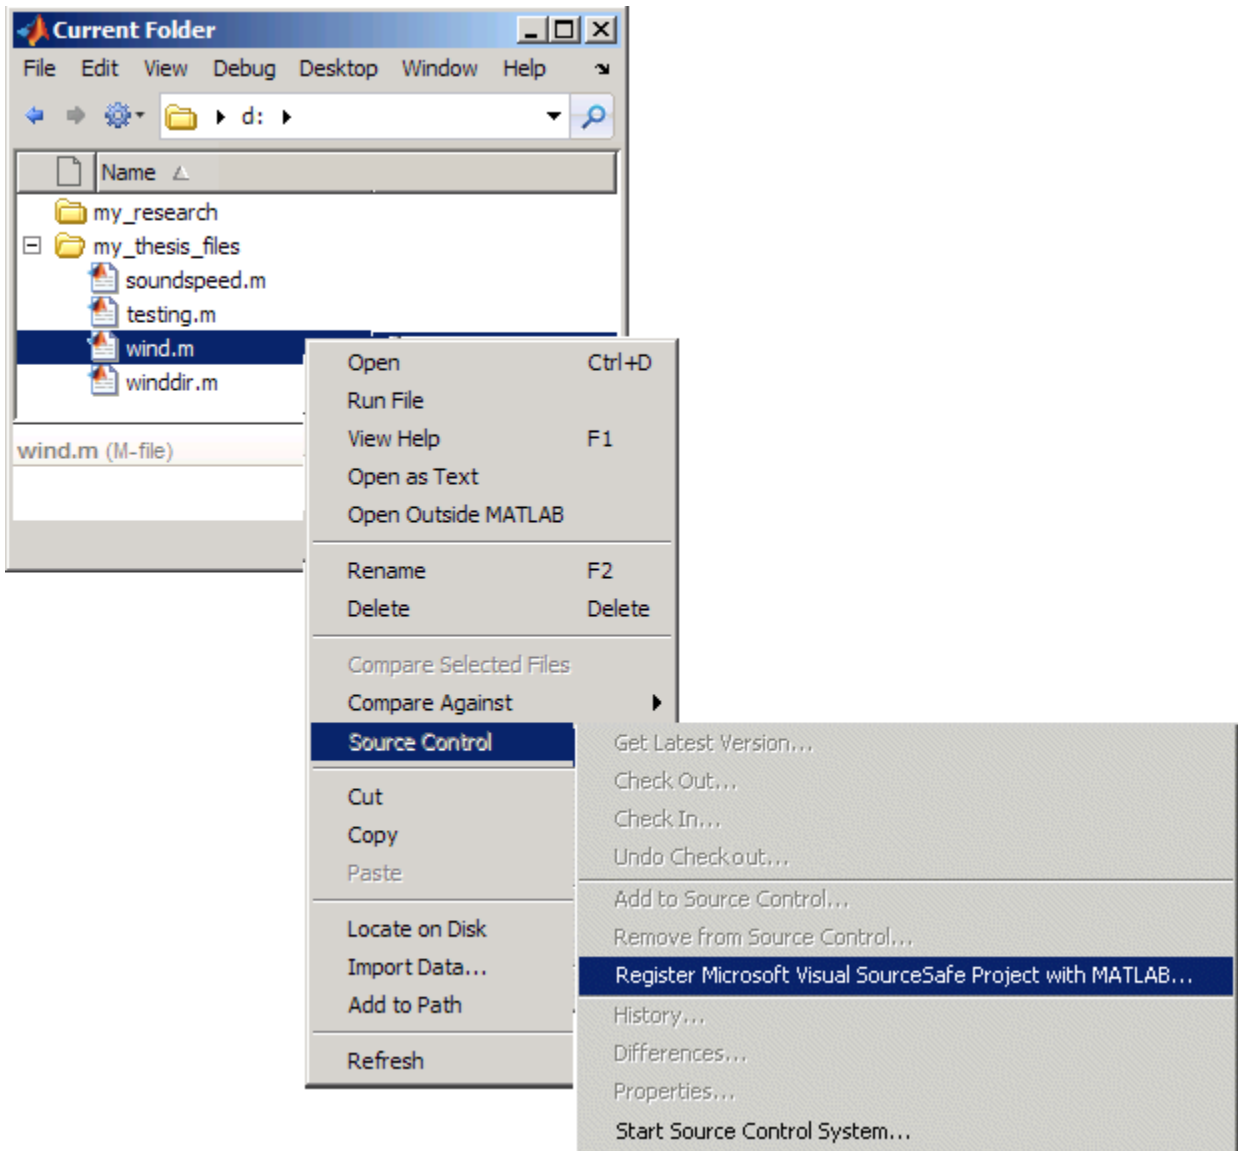 Current Folder
File Edit View Debug Desktop Window Help
d:
Name
my_research
my_thesis_files
soundspeed.m
testing.m
wind.m
winddir.m
wind.m (M-file)
Open Ctrl+D
Run File
View Help F1
Open as Text
Open Outside MATLAB
Rename F2
Delete Delete
Compare Selected Files
Compare Against
Source Control
Cut
Copy
Paste
Locate on Disk
Import Data...
Add to Path
Refresh
Get Latest Version...
Check Out...
Check In...
Undo Checkout...
Add to Source Control...
Remove from Source Control...
Register Microsoft Visual SourceSafe Project with MATLAB...
History...
Differences...
Properties...
Start Source Control System...